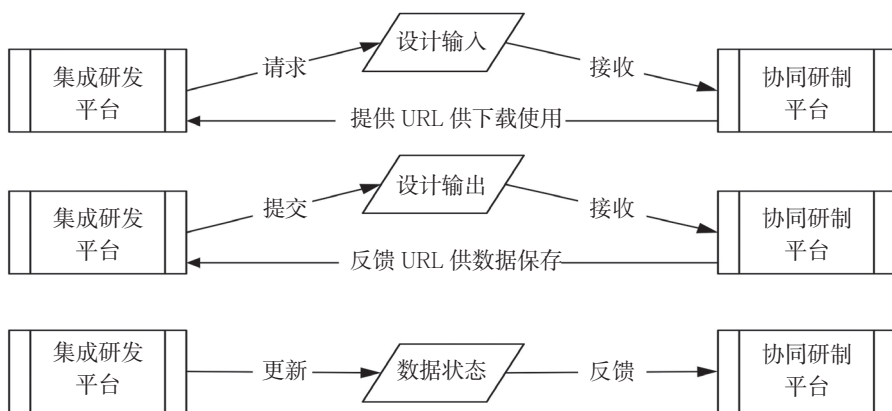 集成研发
平台
请求
设计输入
接收
协同研制
平台
提供 URL 供下载使用
集成研发
平台
提交
设计输出
接收
协同研制
平台
反馈 URL 供数据保存
集成研发
平台
更新
数据状态
反馈
协同研制
平台